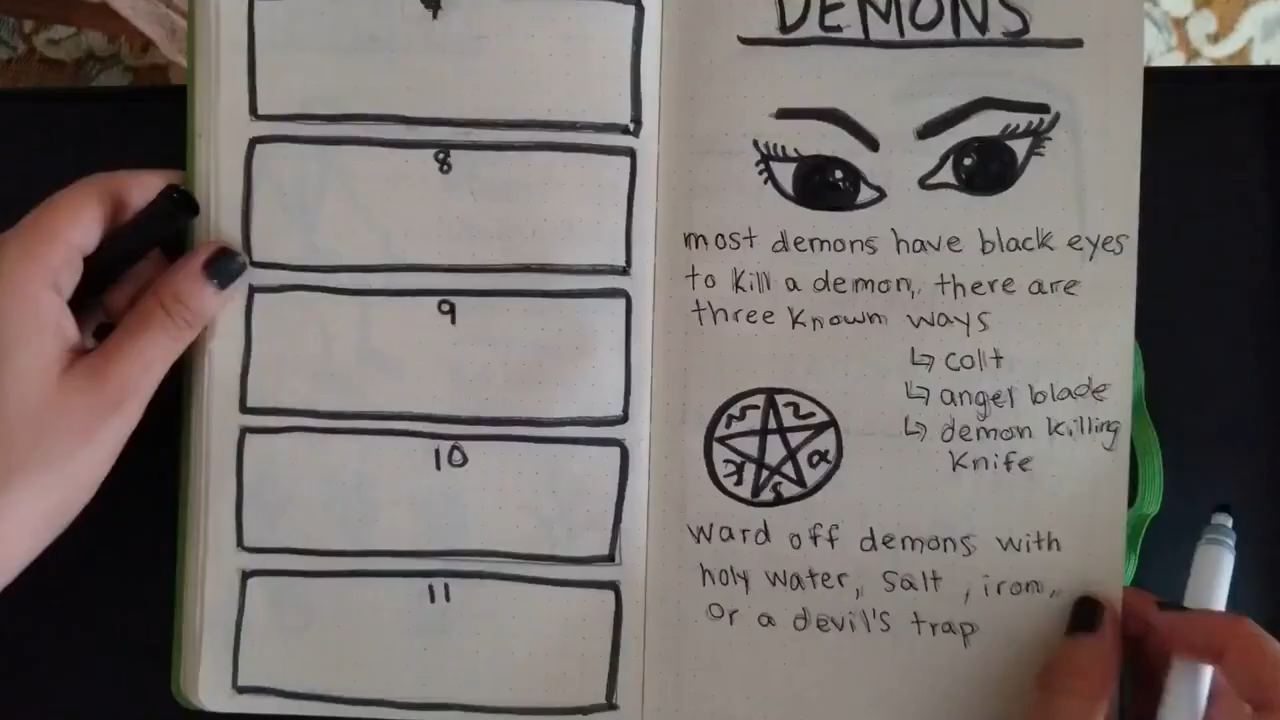 8
9
10
11
DEMONS
most demons have black eyes
to kill a demon, there are
three known ways
↳ colt
↳ anger blade
↳ demon killing
knife
ward off demons with
holy water, salt, iron,
or a devil's trap